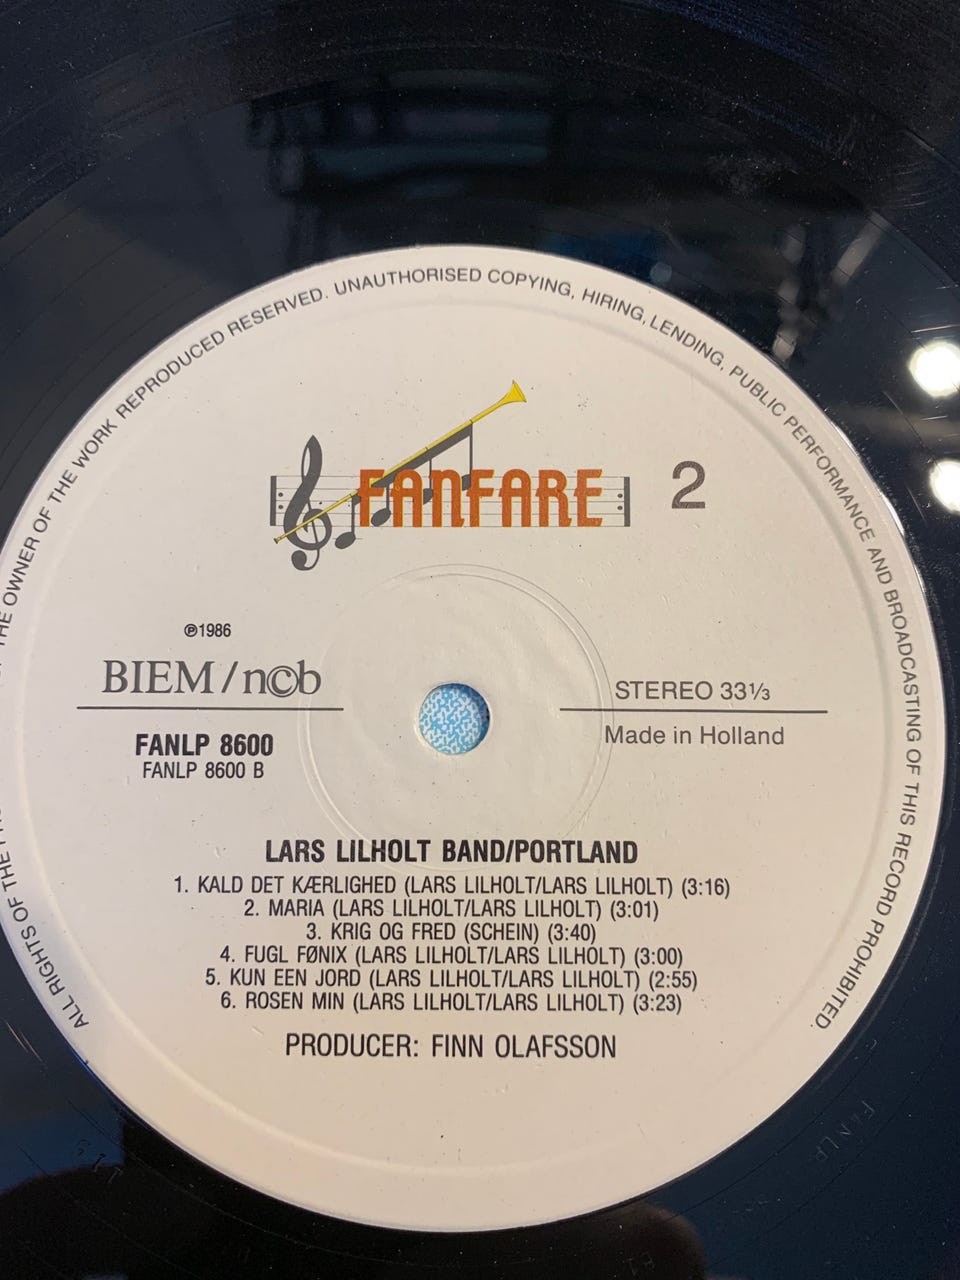 ALL RIGHTS OF THE THE OWNER OF THE WORK REPRODUCED RESERVED. UNAUTHORISED COPYING, HIRING, LENDING, PUBLIC PERFORMANCE AND BROADCASTING OF THIS RECORD PROHIBITED.
FANFARE
2
℗1986
BIEM/n©b
STEREO 33⅓
Made in Holland
FANLP 8600
FANLP 8600 B
LARS LILHOLT BAND/PORTLAND
1. KALD DET KÆRLIGHED (LARS LILHOLT/LARS LILHOLT) (3:16)
2. MARIA (LARS LILHOLT/LARS LILHOLT) (3:01)
3. KRIG OG FRED (SCHEIN) (3:40)
4. FUGL FØNIX (LARS LILHOLT/LARS LILHOLT) (3:00)
5. KUN EEN JORD (LARS LILHOLT/LARS LILHOLT) (2:55)
6. ROSEN MIN (LARS LILHOLT/LARS LILHOLT) (3:23)
PRODUCER: FINN OLAFSSON
FANLP